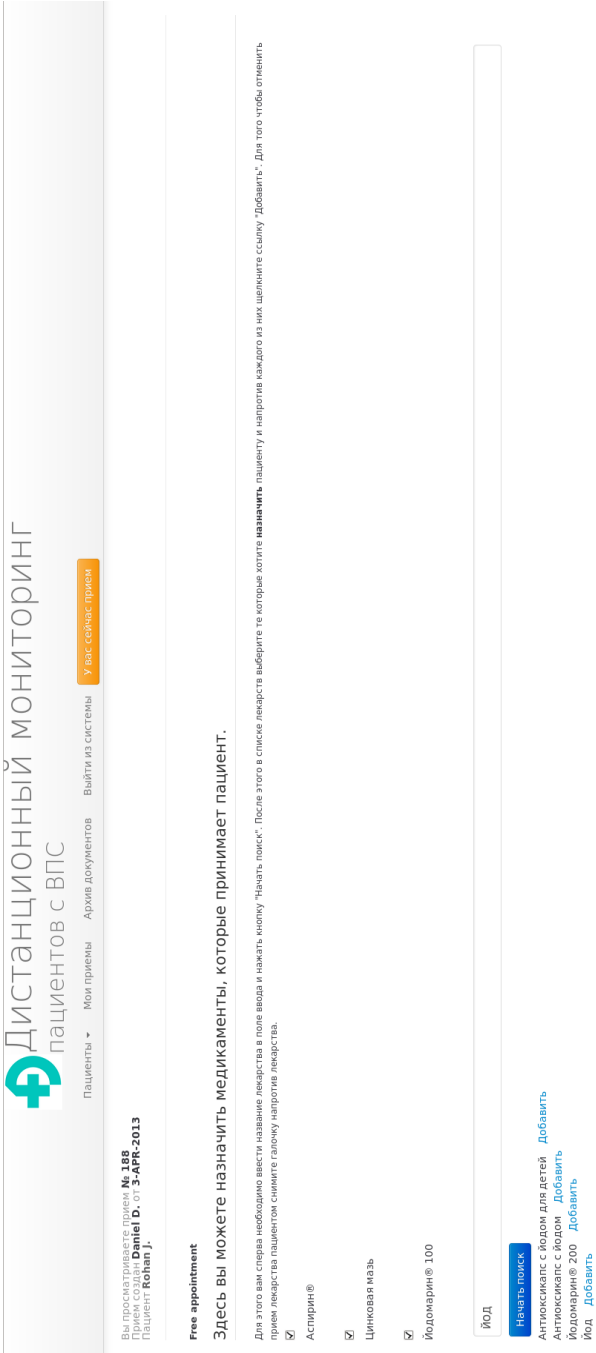 Дистанционный мониторинг
пациентов с ВПС
Пациенты Мои приемы Архив документов Выйти из системы У вас сейчас прием
Вы просматриваете прием № 188
Прием создан Daniel D. от 3-APR-2013
Пациент Rohan J.
Free appointment
Здесь вы можете назначить медикаменты, которые принимает пациент.
Для этого вам сперва необходимо ввести название лекарства в поле ввода и нажать кнопку "Начать поиск". После этого в списке лекарств выберите те которые хотите назначить пациенту и напротив каждого из них щелкните ссылку "Добавить". Для того чтобы отменить
прием лекарства пациентом снимите галочку напротив лекарства.
Аспирин®
Цинковая мазь
Йодомарин® 100
йод
Начать поиск
Антиоксикапс с йодом для детей Добавить
Антиоксикапс с йодом Добавить
Йодомарин® 200 Добавить
Йод Добавить